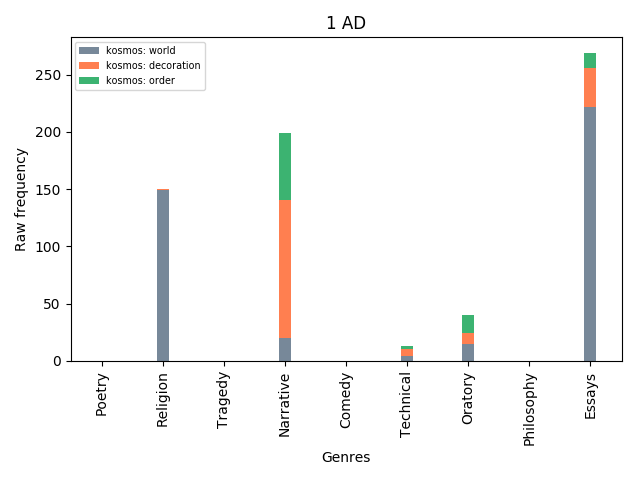 1 AD
kosmos: world
kosmos: decoration
kosmos: order
Raw frequency
250
200
150
100
50
0
Poetry
Religion
Tragedy
Narrative
Comedy
Technical
Oratory
Philosophy
Essays
Genres